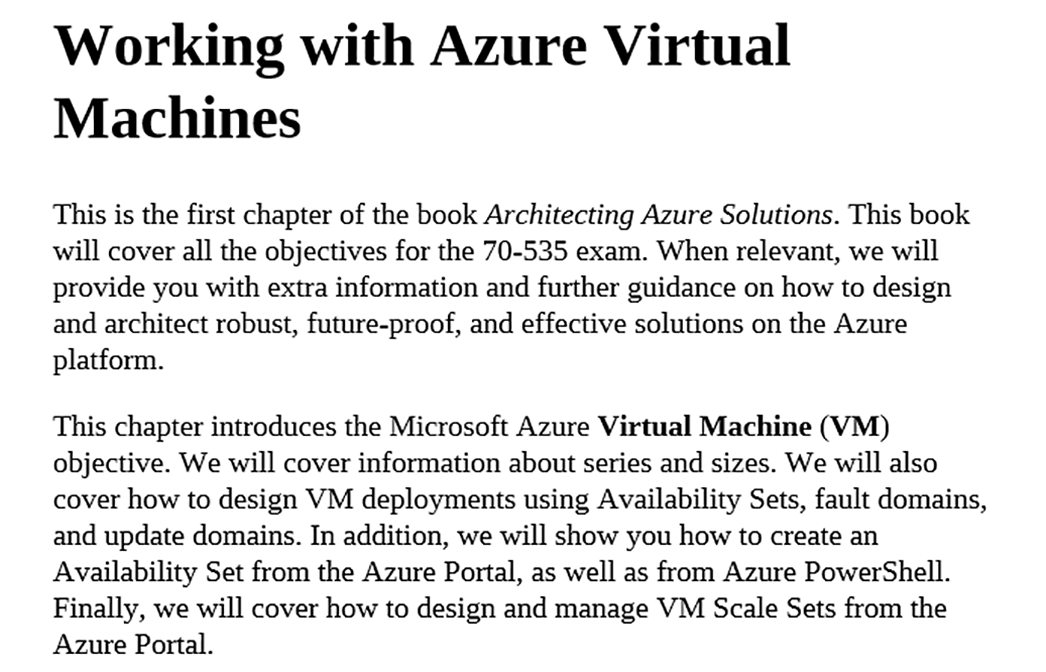 Working with Azure Virtual
Machines
This is the first chapter of the book Architecting Azure Solutions. This book
will cover all the objectives for the 70-535 exam. When relevant, we will
provide you with extra information and further guidance on how to design
and architect robust, future-proof, and effective solutions on the Azure
platform.
This chapter introduces the Microsoft Azure Virtual Machine (VM)
objective. We will cover information about series and sizes. We will also
cover how to design VM deployments using Availability Sets, fault domains,
and update domains. In addition, we will show you how to create an
Availability Set from the Azure Portal, as well as from Azure PowerShell.
Finally, we will cover how to design and manage VM Scale Sets from the
Azure Portal.